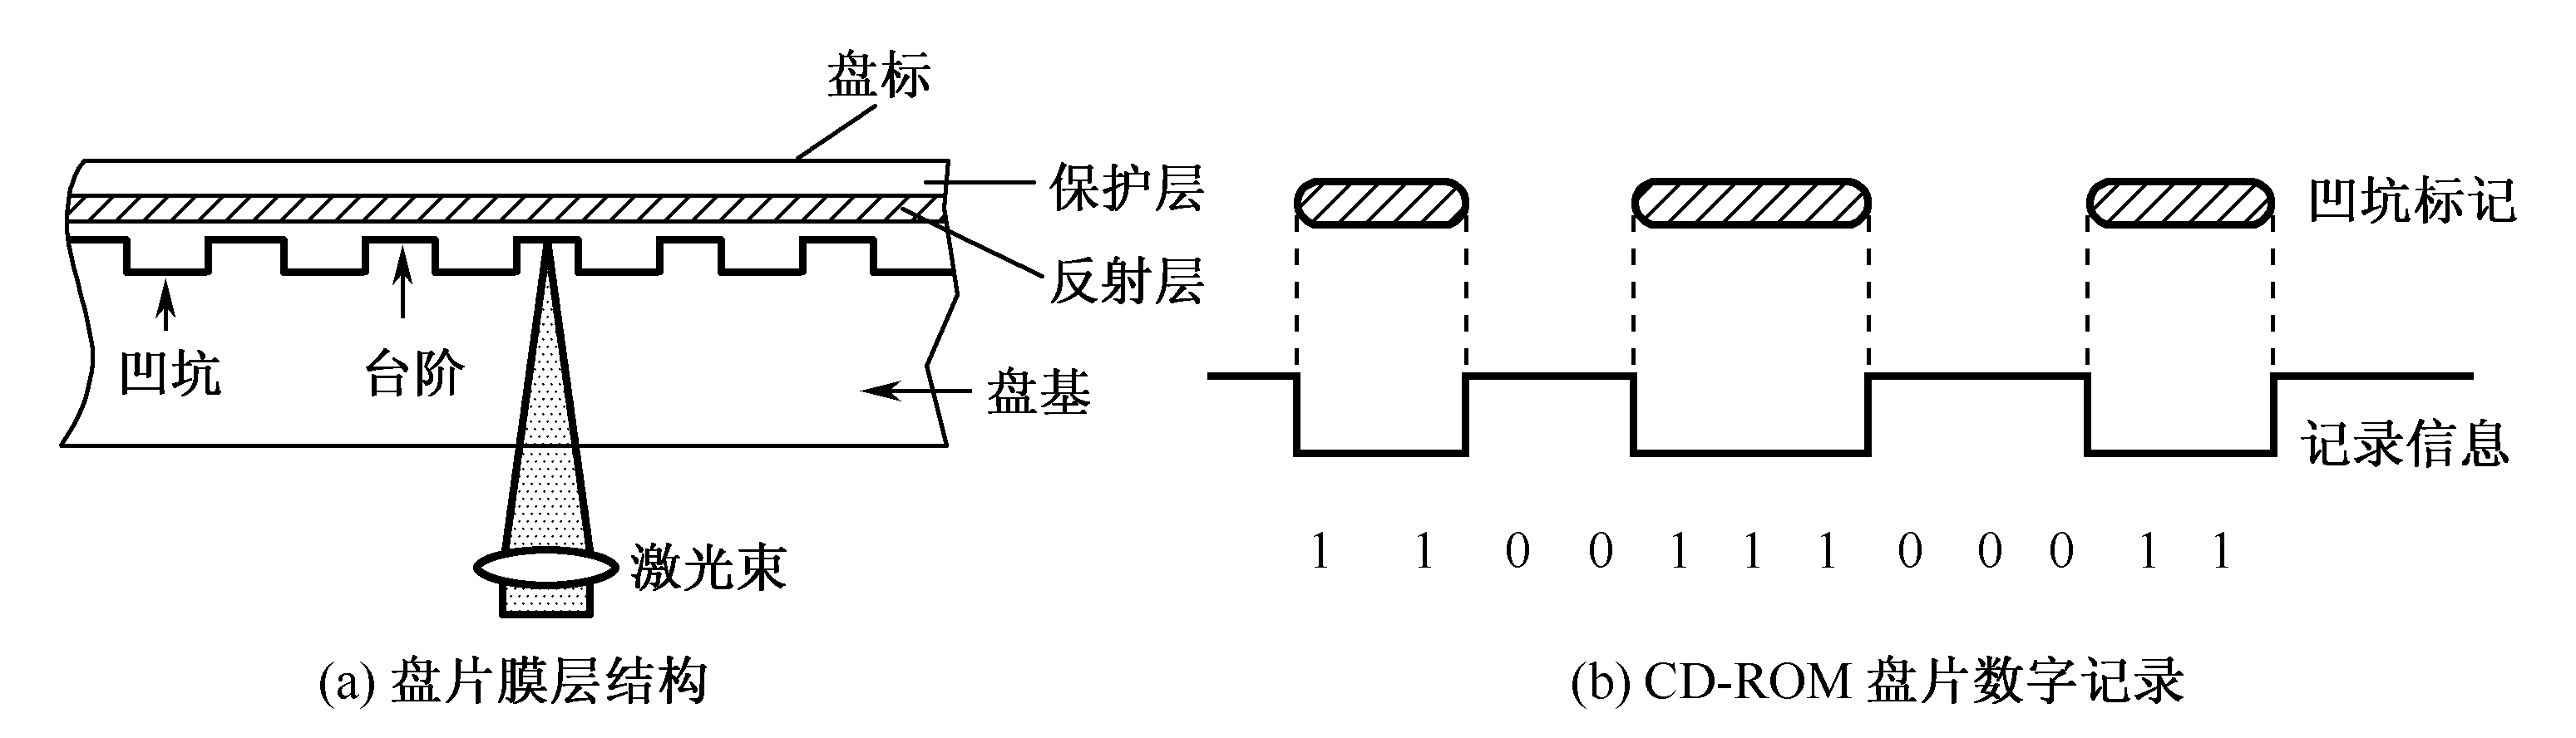 盘标
保护层
反射层
凹坑
台阶
盘基
激光束
(a) 盘片膜层结构
凹坑标记
记录信息
1 1 0 0 1 1 1 0 0 0 1 1
(b) CD-ROM 盘片数字记录